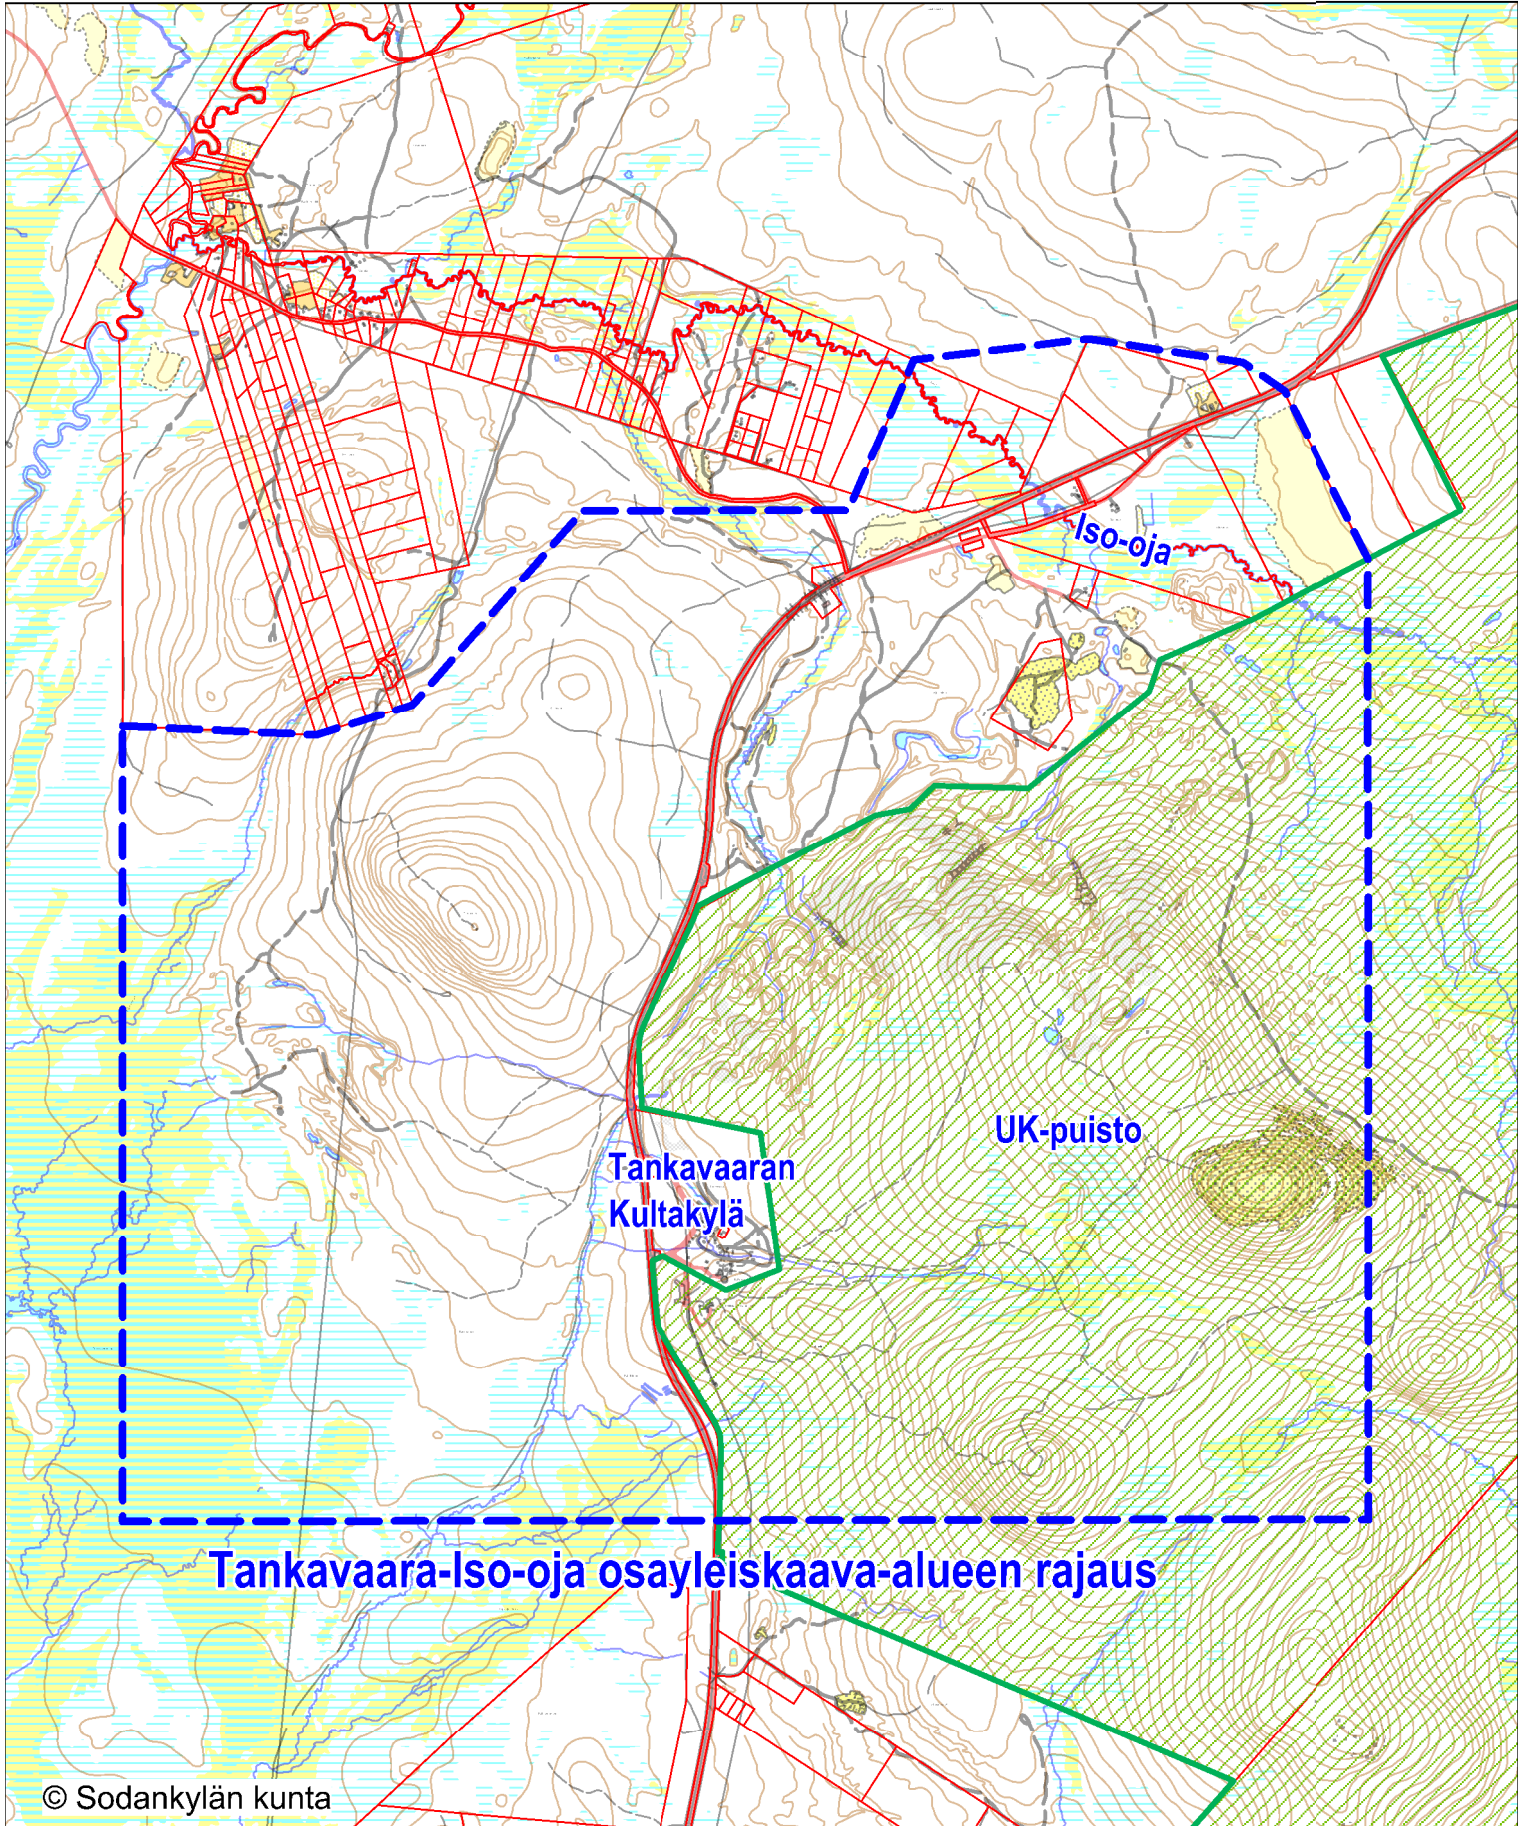 Iso-oja
UK-puisto
Tankavaaran
Kultakylä
Tankavaara-Iso-oja osayleiskaava-alueen rajaus
© Sodankylän kunta